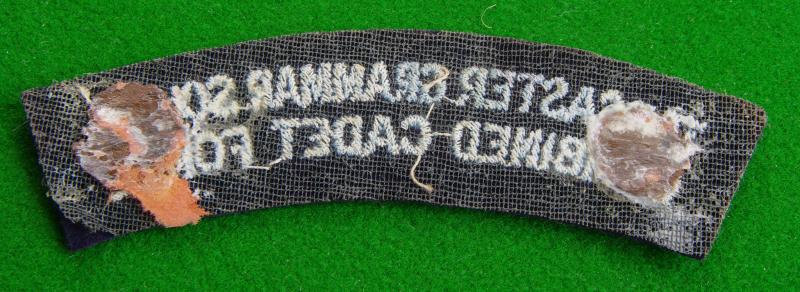 CASTER GRAMMAR SC
BINED CADET FO